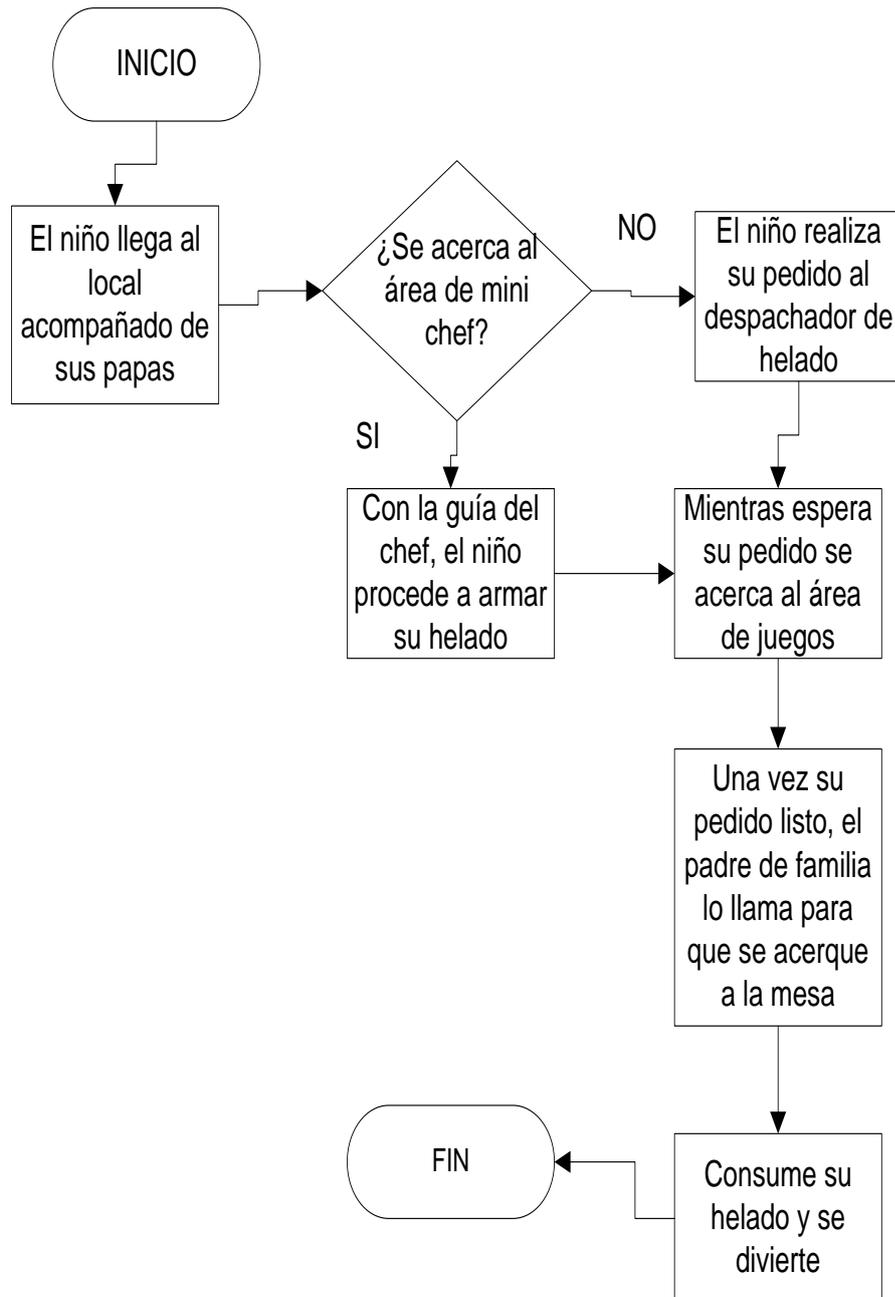 INICIO
El niño llega al
local
acompañado de
sus papas
¿Se acerca al
área de mini
chef?
NO
El niño realiza
su pedido al
despachador de
helado
SI
Con la guía del
chef, el niño
procede a armar
su helado
Mientras espera
su pedido se
acerca al área
de juegos
Una vez su
pedido listo, el
padre de familia
lo llama para
que se acerque
a la mesa
Consume su
helado y se
divierte
FIN